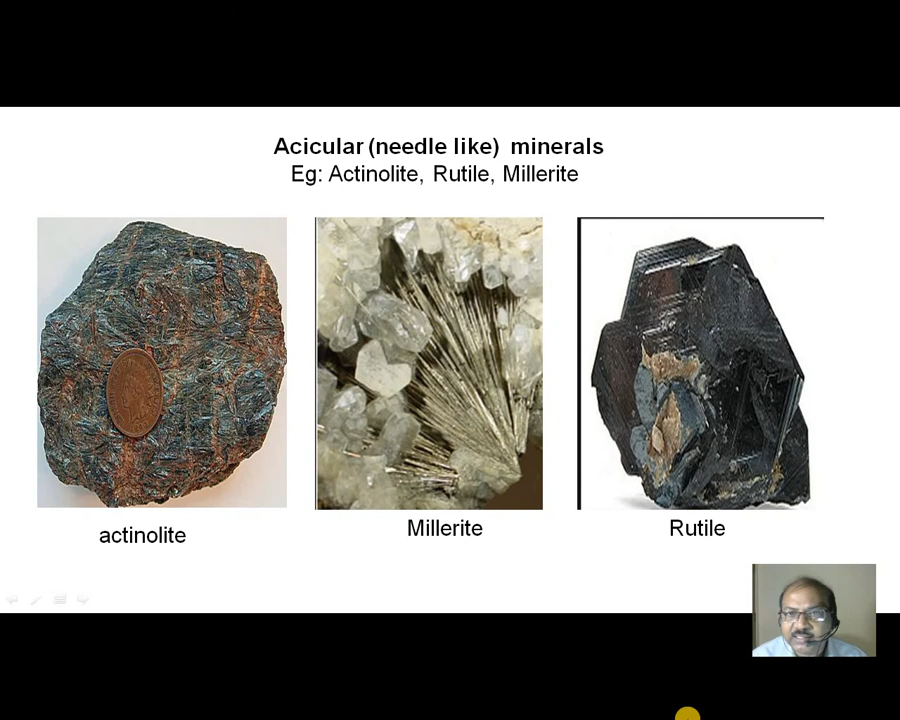 Acicular (needle like) minerals
Eg: Actinolite, Rutile, Millerite
actinolite
Millerite
Rutile